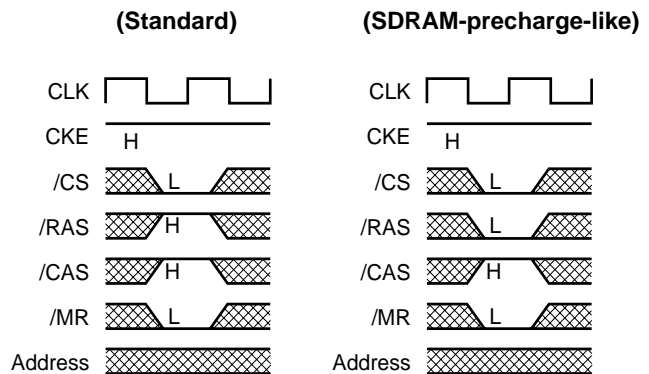 (Standard) (SDRAM-precharge-like)
CLK CLK
CKE H CKE H
/CS L /CS L
/RAS H /RAS L
/CAS H /CAS H
/MR L /MR L
Address Address